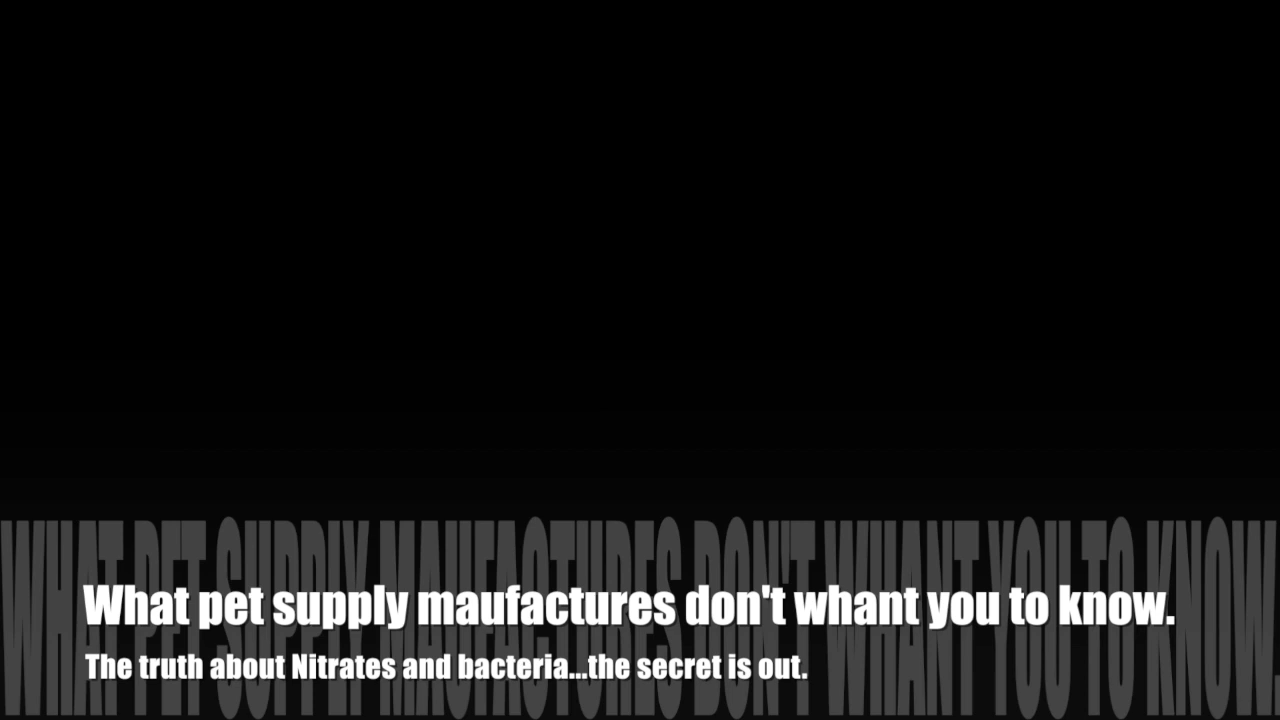 WHAT PET SUPPLY MAUFACTURES DON'T WHANT YOU TO KNOW.
What pet supply maufactures don't whant you to know.
The truth about Nitrates and bacteria...the secret is out.